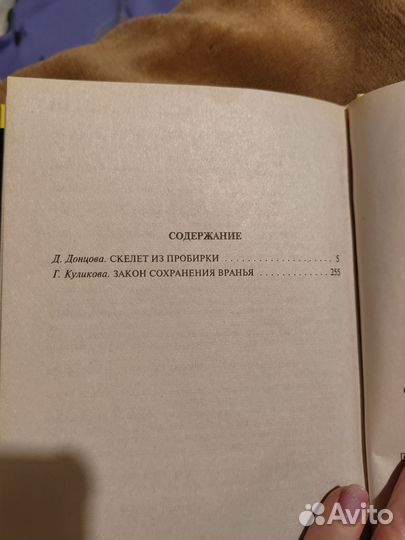 СОДЕРЖАНИЕ
Д. Донцова. СКЕЛЕТ ИЗ ПРОБИРКИ . . . . . . . . . . . . . . . . . 5
Г. Куликова. ЗАКОН СОХРАНЕНИЯ ВРАНЬЯ . . . . . . . . . . . . 255
Avito